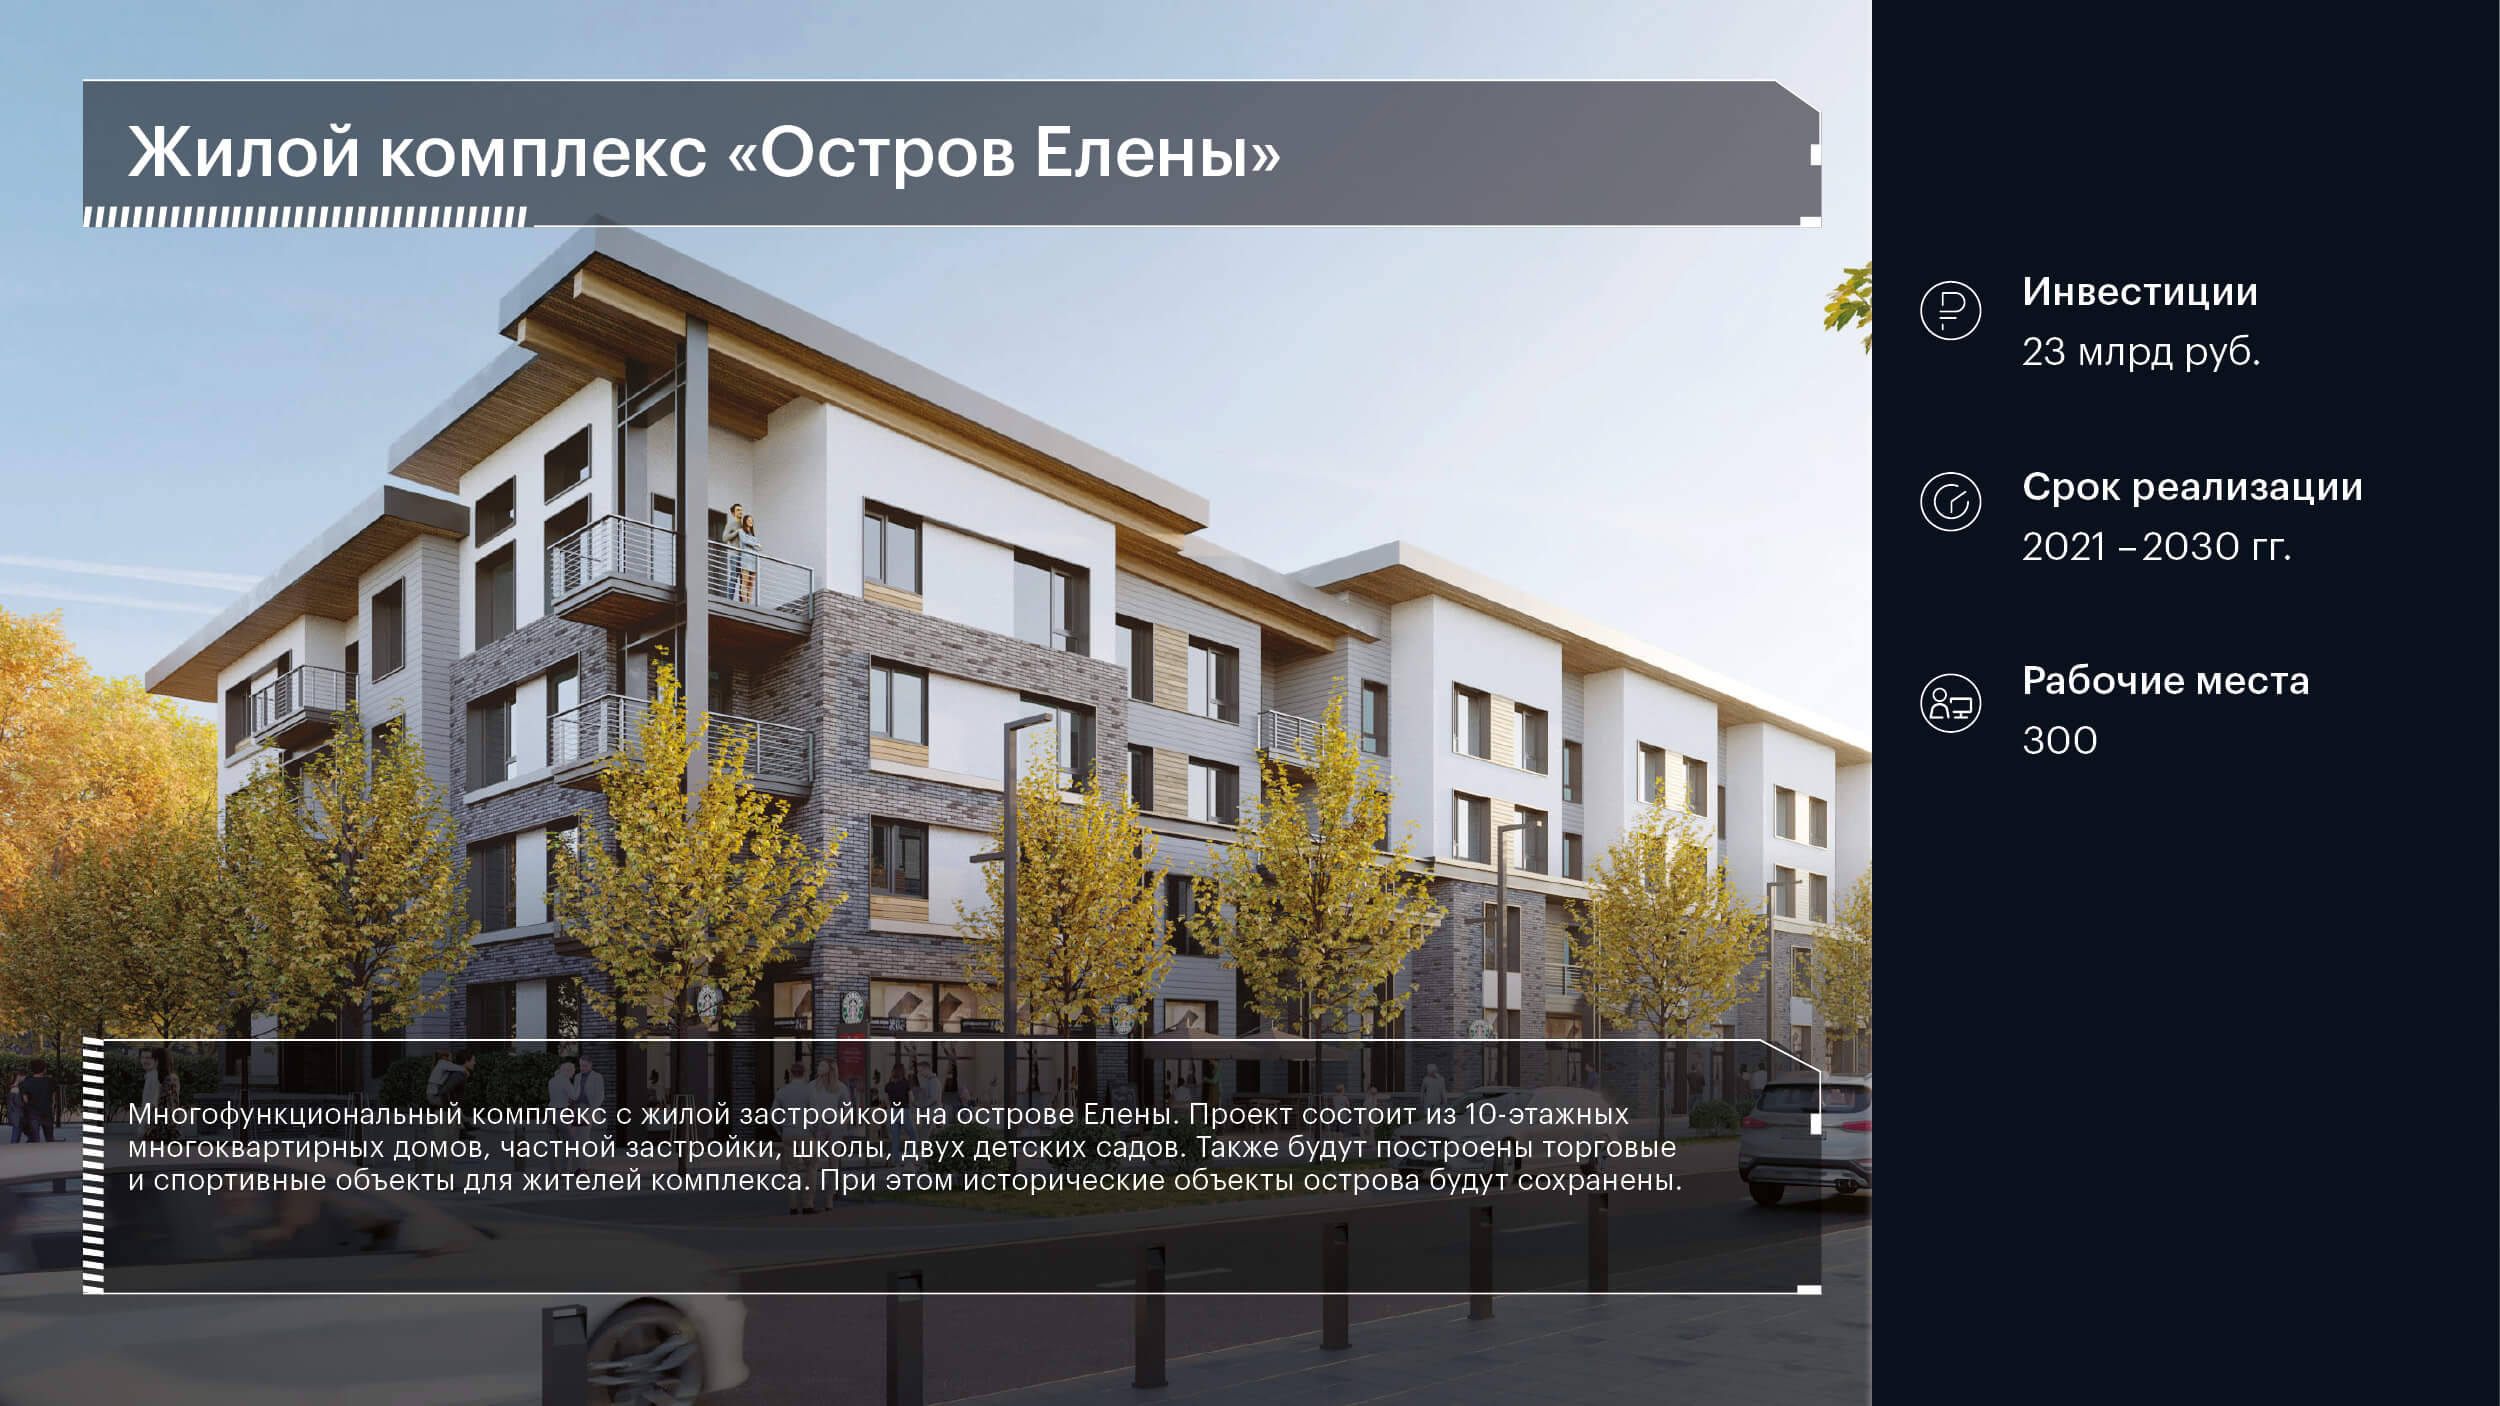 Жилой комплекс «Остров Елены»
Инвестиции
23 млрд руб.
Срок реализации
2021 – 2030 гг.
Рабочие места
300
Многофункциональный комплекс с жилой застройкой на острове Елены. Проект состоит из 10-этажных
многоквартирных домов, частной застройки, школы, двух детских садов. Также будут построены торговые
и спортивные объекты для жителей комплекса. При этом исторические объекты острова будут сохранены.